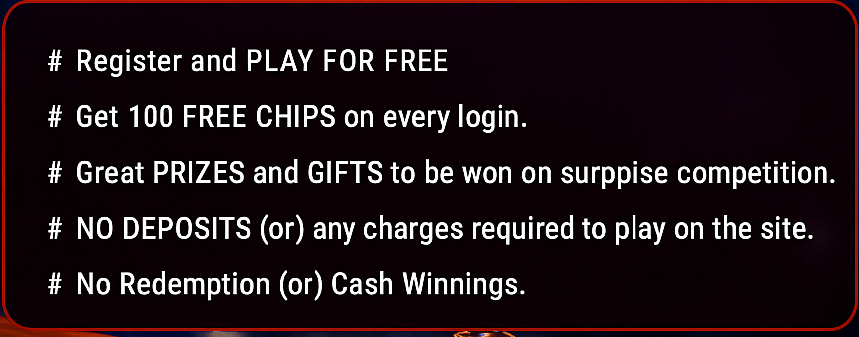 # Register and PLAY FOR FREE
# Get 100 FREE CHIPS on every login.
# Great PRIZES and GIFTS to be won on surppise competition.
# NO DEPOSITS (or) any charges required to play on the site.
# No Redemption (or) Cash Winnings.